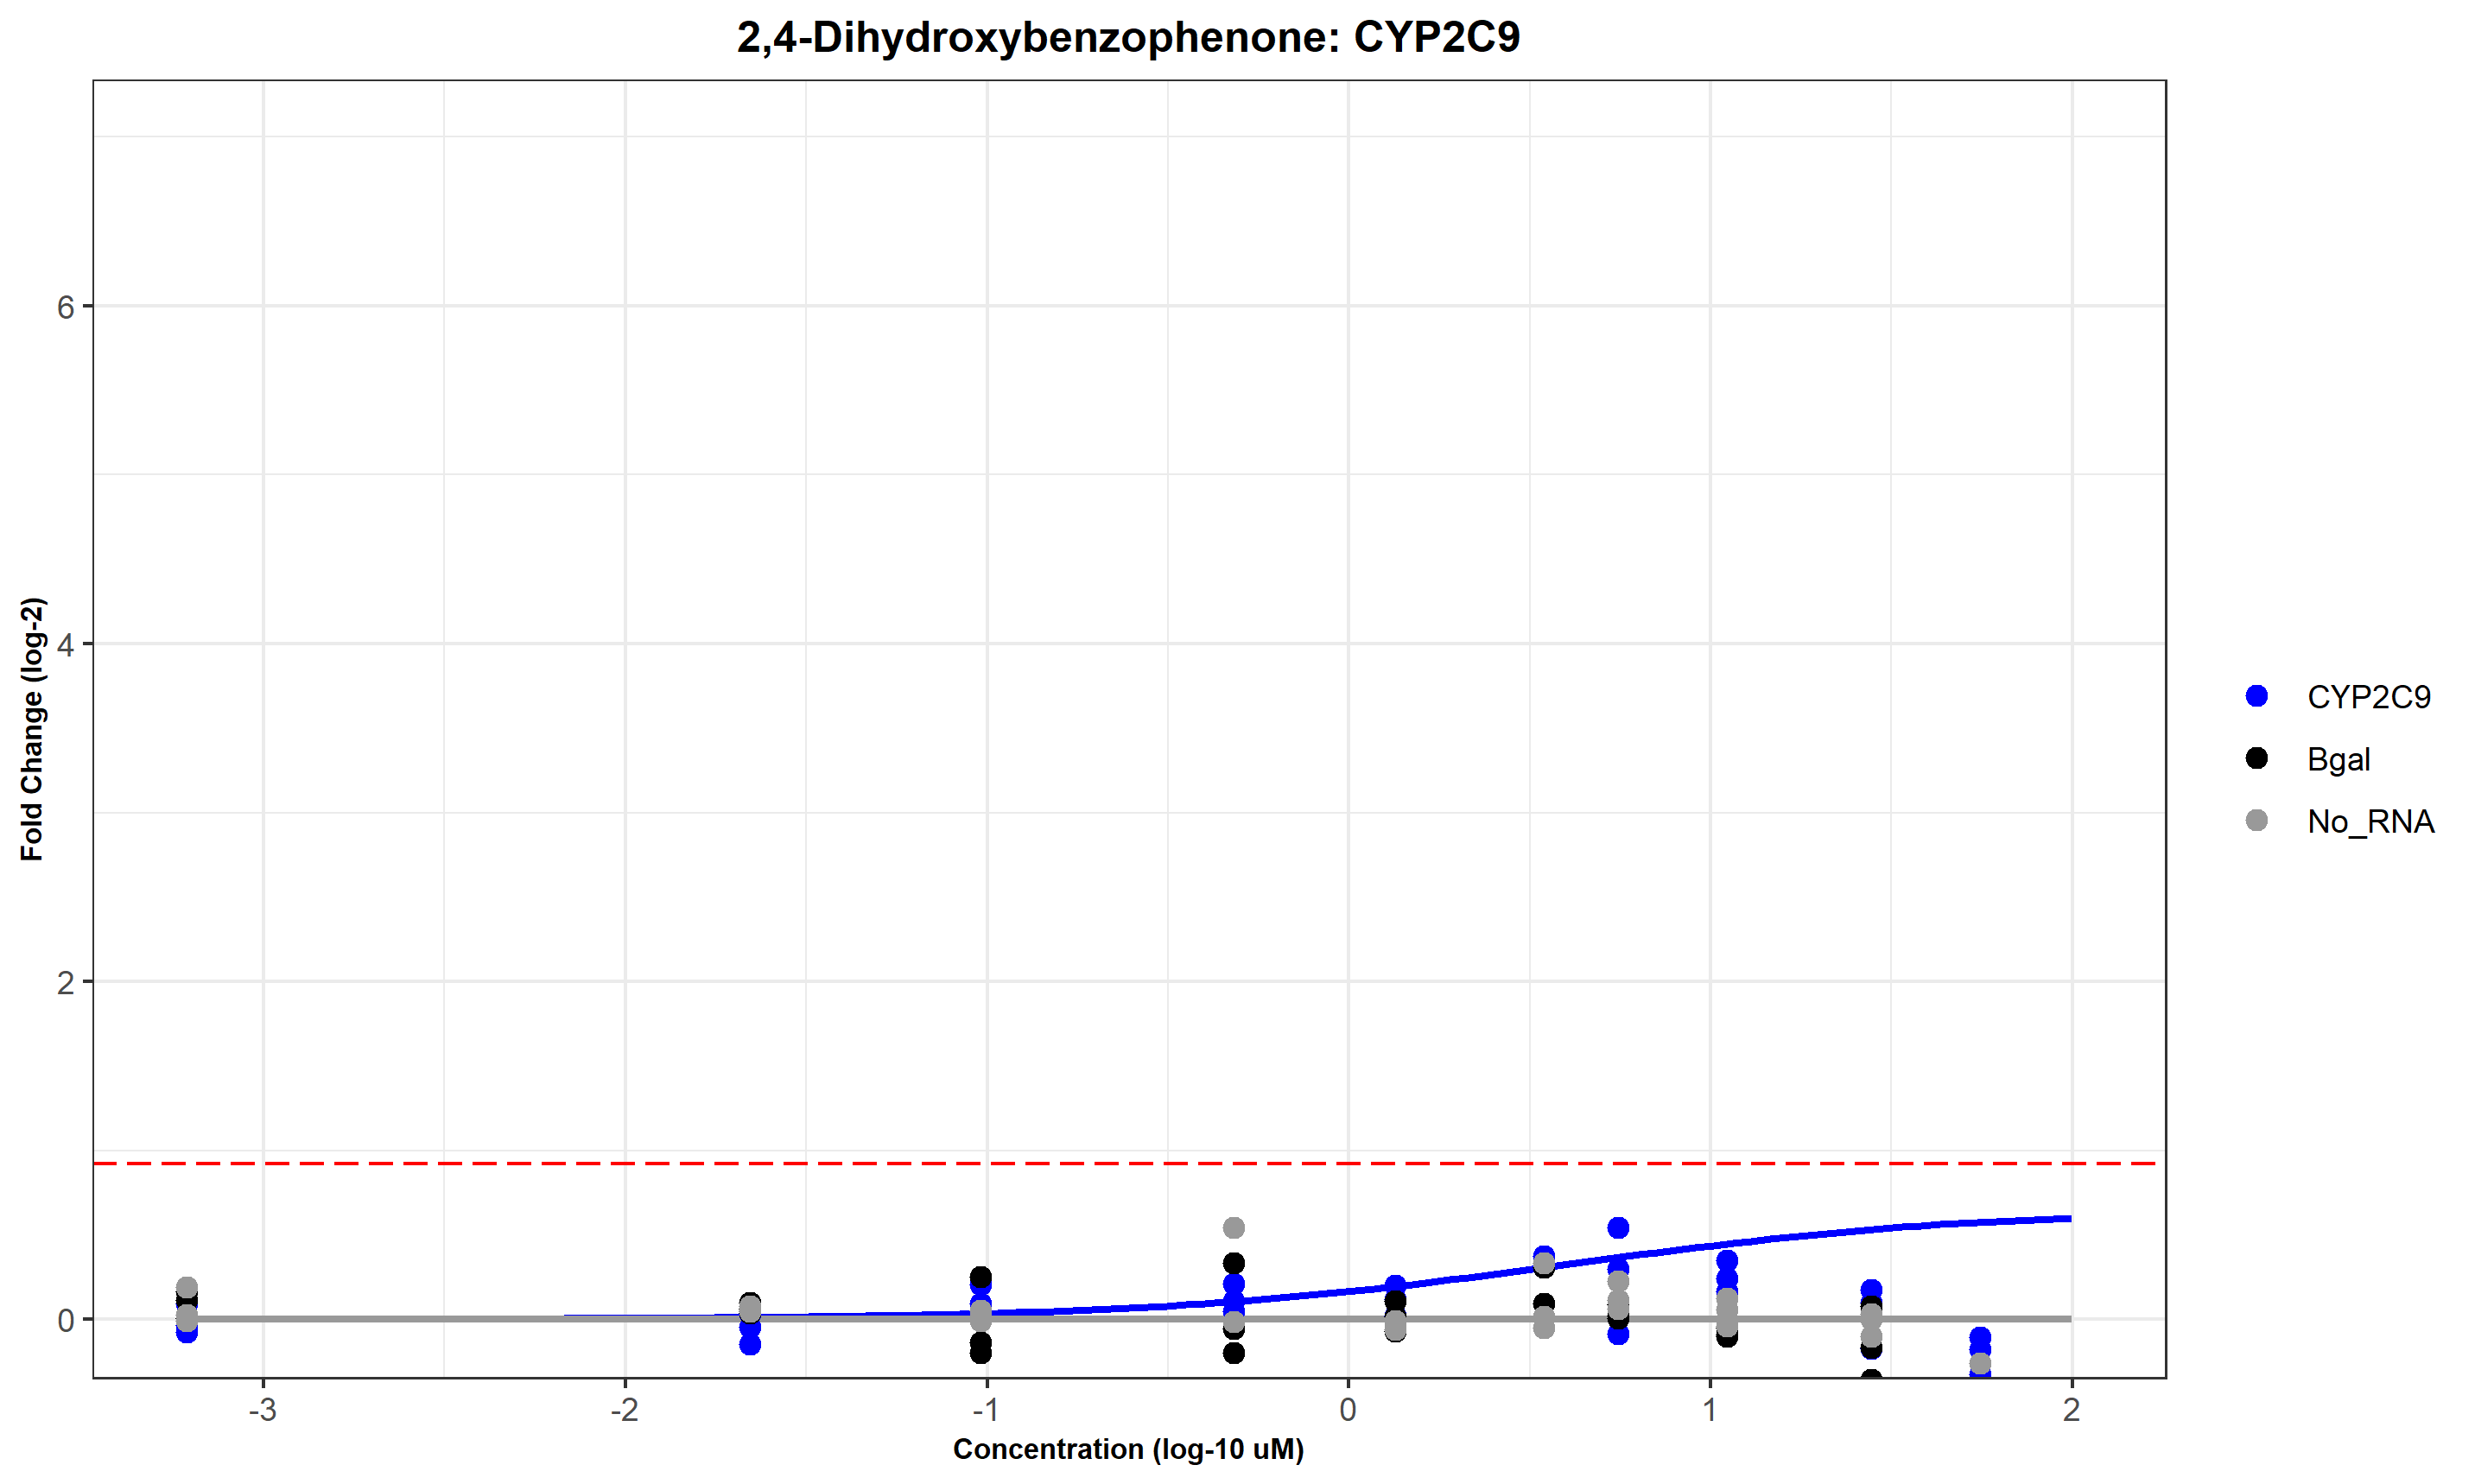 2,4-Dihydroxybenzophenone: CYP2C9
Fold Change (log-2)
6
4
2
0
-3
-2
-1
0
1
2
Concentration (log-10 uM)
CYP2C9
Bgal
No_RNA